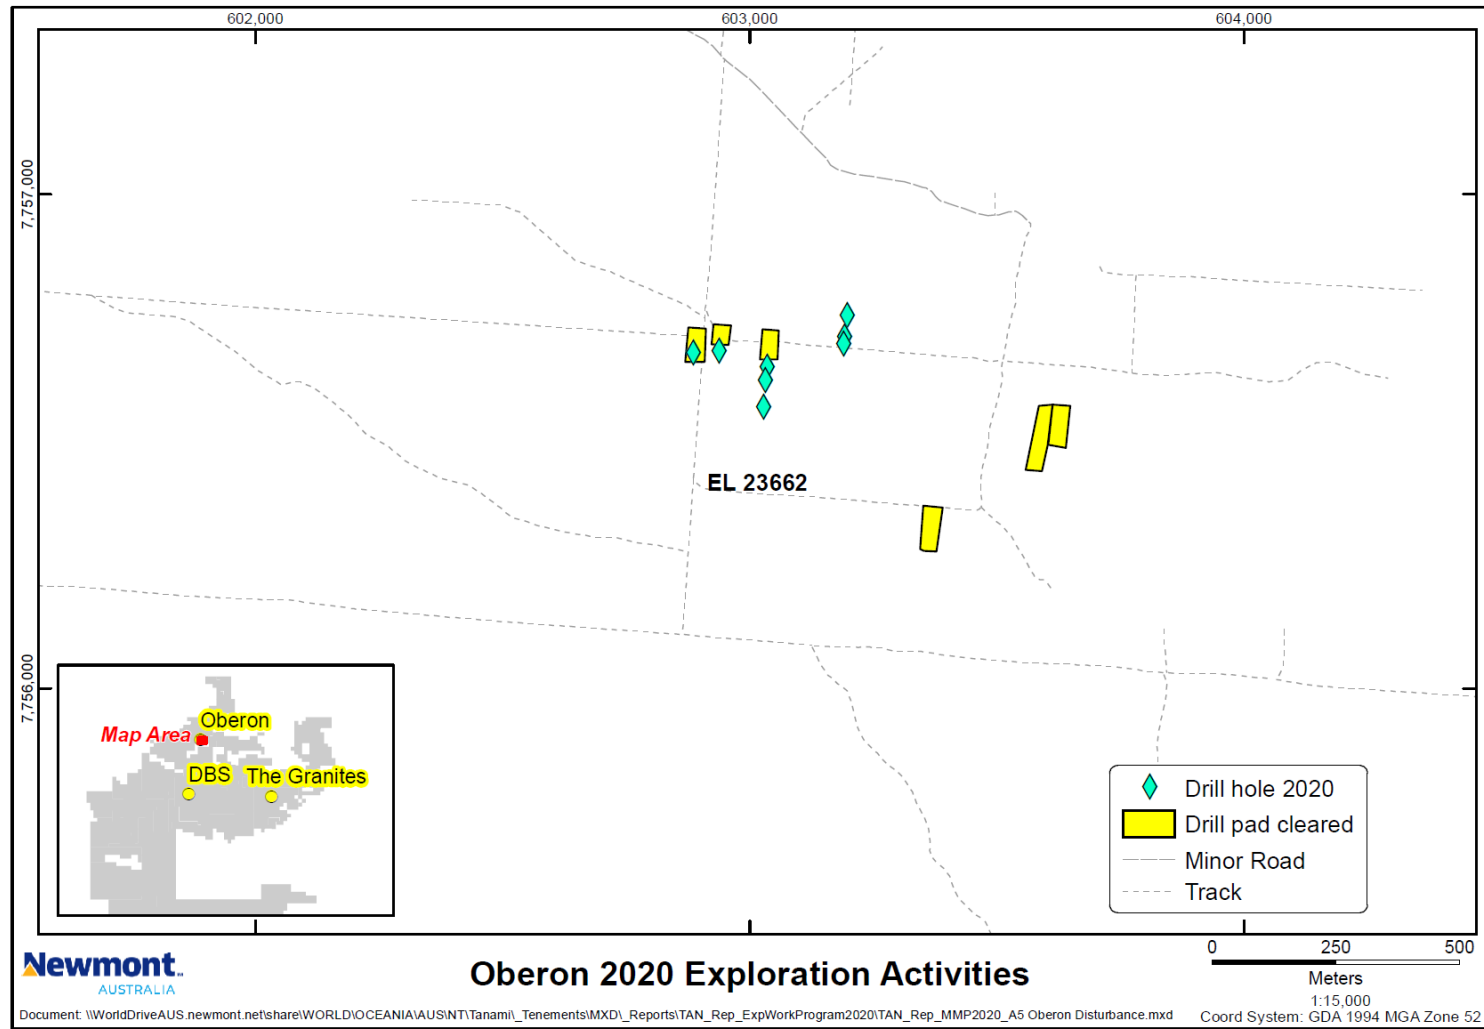 602,000
603,000
604,000
7,757,000
7,756,000
EL 23662
Oberon
Map Area
DBS
The Granites
Drill hole 2020
Drill pad cleared
Minor Road
Track
Newmont
AUSTRALIA
Oberon 2020 Exploration Activities
0 250 500
Meters
1:15,000
Document: \\WorldDriveAUS.newmont.net\share\WORLD\OCEANIA\AUS\NT\Tanami\_Tenements\MXD\_Reports\TAN_Rep_ExpWorkProgram2020\TAN_Rep_MMP2020_A5 Oberon Disturbance.mxd
Coord System: GDA 1994 MGA Zone 52